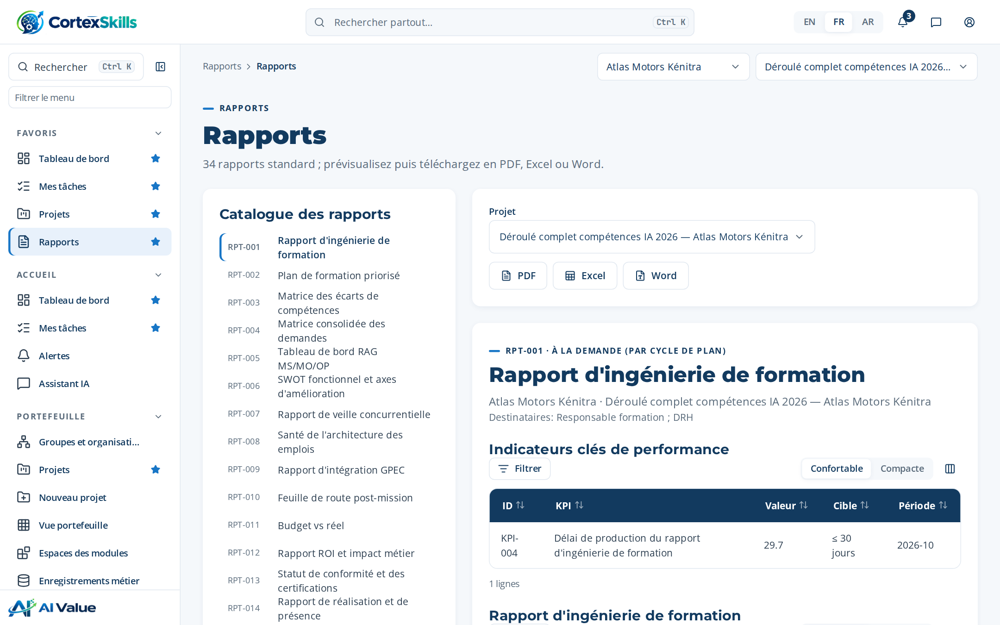 CortexSkills
Rechercher partout...
Ctrl K
EN
FR
AR
3
Rechercher
Ctrl K
Filtrer le menu
FAVORIS
Tableau de bord
Mes tâches
Projets
Rapports
ACCUEIL
Tableau de bord
Mes tâches
Alertes
Assistant IA
PORTEFEUILLE
Groupes et organisati...
Projets
Nouveau projet
Vue portefeuille
Espaces des modules
Enregistrements métier
AI Value
Rapports > Rapports
Atlas Motors Kénitra
Déroulé complet compétences IA 2026...
RAPPORTS
Rapports
34 rapports standard ; prévisualisez puis téléchargez en PDF, Excel ou Word.
Catalogue des rapports
RPT-001
Rapport d'ingénierie de
formation
RPT-002
Plan de formation priorisé
RPT-003
Matrice des écarts de
compétences
RPT-004
Matrice consolidée des
demandes
RPT-005
Tableau de bord RAG
MS/MO/OP
RPT-006
SWOT fonctionnel et axes
d'amélioration
RPT-007
Rapport de veille concurrentielle
RPT-008
Santé de l'architecture des
emplois
RPT-009
Rapport d'intégration GPEC
RPT-010
Feuille de route post-mission
RPT-011
Budget vs réel
RPT-012
Rapport ROI et impact métier
RPT-013
Statut de conformité et des
certifications
RPT-014
Rapport de réalisation et de
présence
Projet
Déroulé complet compétences IA 2026 — Atlas Motors Kénitra
PDF
Excel
Word
RPT-001 · À LA DEMANDE (PAR CYCLE DE PLAN)
Rapport d'ingénierie de formation
Atlas Motors Kénitra · Déroulé complet compétences IA 2026 — Atlas Motors Kénitra
Destinataires: Responsable formation ; DRH
Indicateurs clés de performance
Filtrer
Confortable
Compacte
ID
KPI
Valeur
Cible
Période
KPI-
004
Délai de production du rapport
d'ingénierie de formation
29.7
≤ 30
jours
2026-10
1 lignes
Rapport d'ingénierie de formation